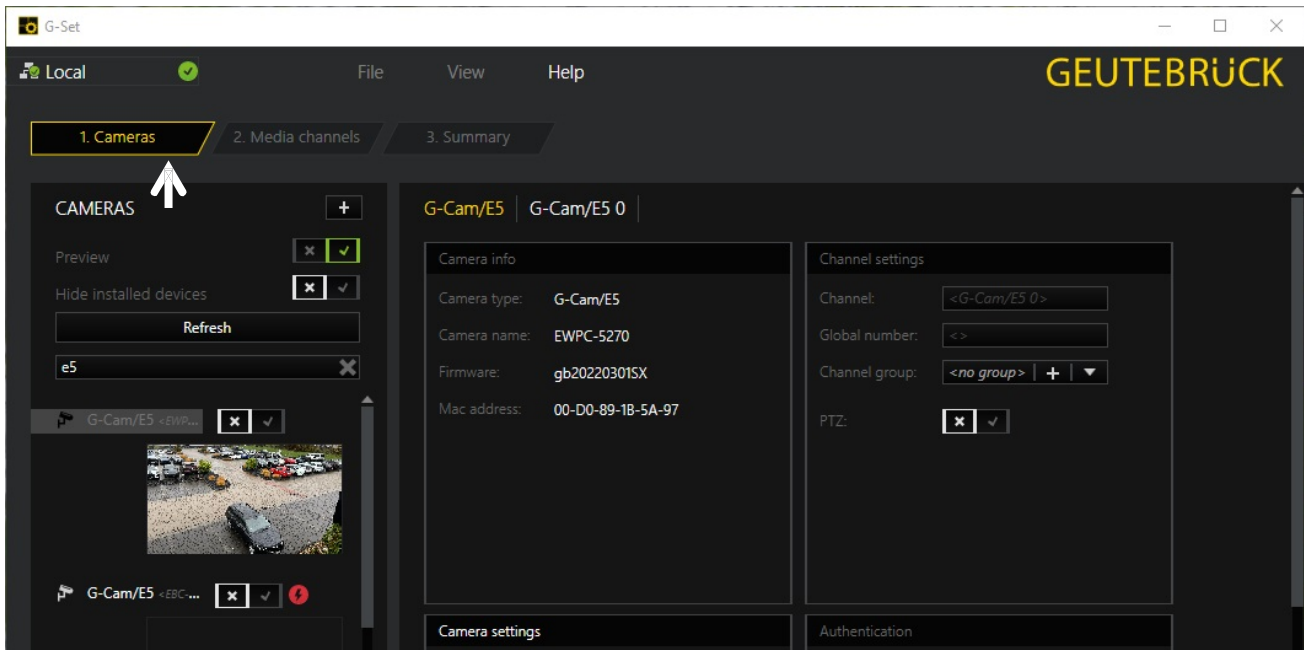 G-Set
Local File View Help GEUTEBRÜCK
1. Cameras 2. Media channels 3. Summary
CAMERAS +
G-Cam/E5 G-Cam/E5 0
Preview
Hide installed devices
Refresh
e5
G-Cam/E5 <EWP...
G-Cam/E5 <EBC-...
Camera info
Camera type: G-Cam/E5
Camera name: EWPC-5270
Firmware: gb20220301SX
Mac address: 00-D0-89-1B-5A-97
Channel settings
Channel: <G-Cam/E5 0>
Global number: <>
Channel group: <no group> +
PTZ:
Camera settings
Authentication